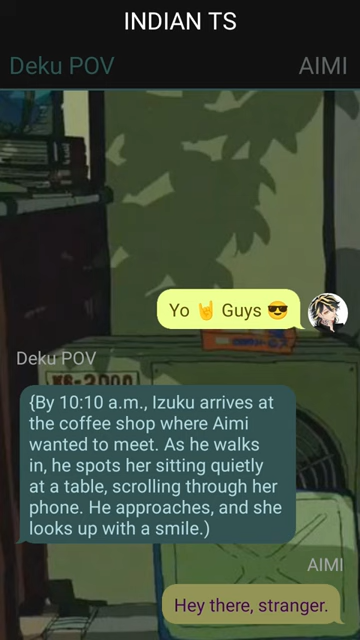 INDIAN TS
Deku POV AIMI
Yo 🤘 Guys 😎
Deku POV
{By 10:10 a.m., Izuku arrives at
the coffee shop where Aimi
wanted to meet. As he walks
in, he spots her sitting quietly
at a table, scrolling through her
phone. He approaches, and she
looks up with a smile.)
AIMI
Hey there, stranger.